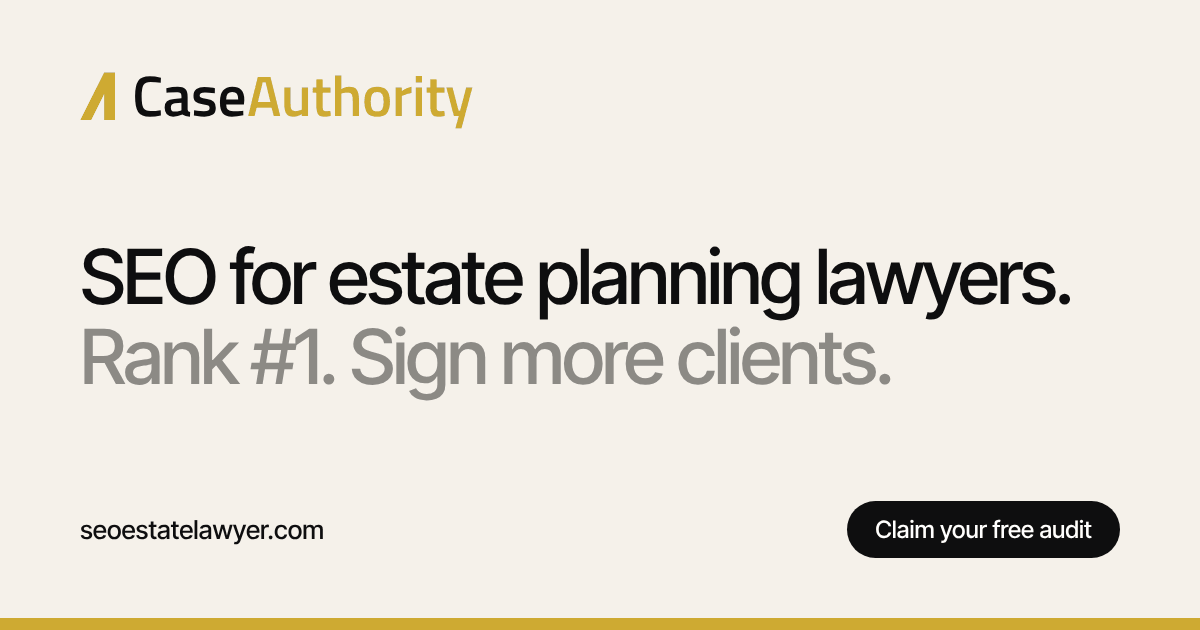 CaseAuthority
SEO for estate planning lawyers.
Rank #1. Sign more clients.
seoestatelawyer.com
Claim your free audit